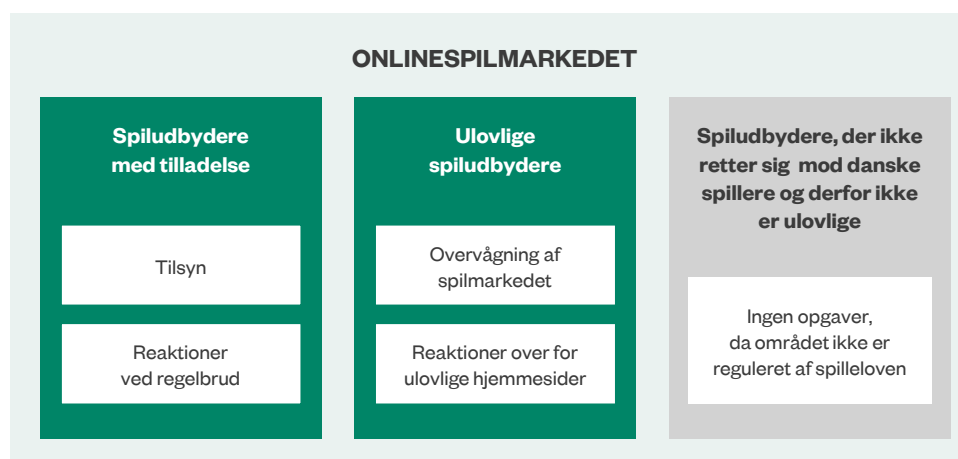 ONLINESPILMARKEDET
Spiludbydere
med tilladelse
Tilsyn
Reaktioner
ved regelbrud
Ulovlige
spiludbydere
Overvågning af
spilmarkedet
Reaktioner over for
ulovlige hjemmesider
Spiludbydere, der ikke
retter sig mod danske
spillere og derfor ikke
er ulovlige
Ingen opgaver,
da området ikke er
reguleret af spilleloven